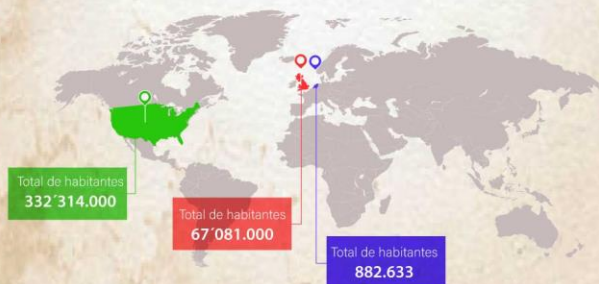 Total de habitantes
332´314.000
Total de habitantes
67´081.000
Total de habitantes
882.633